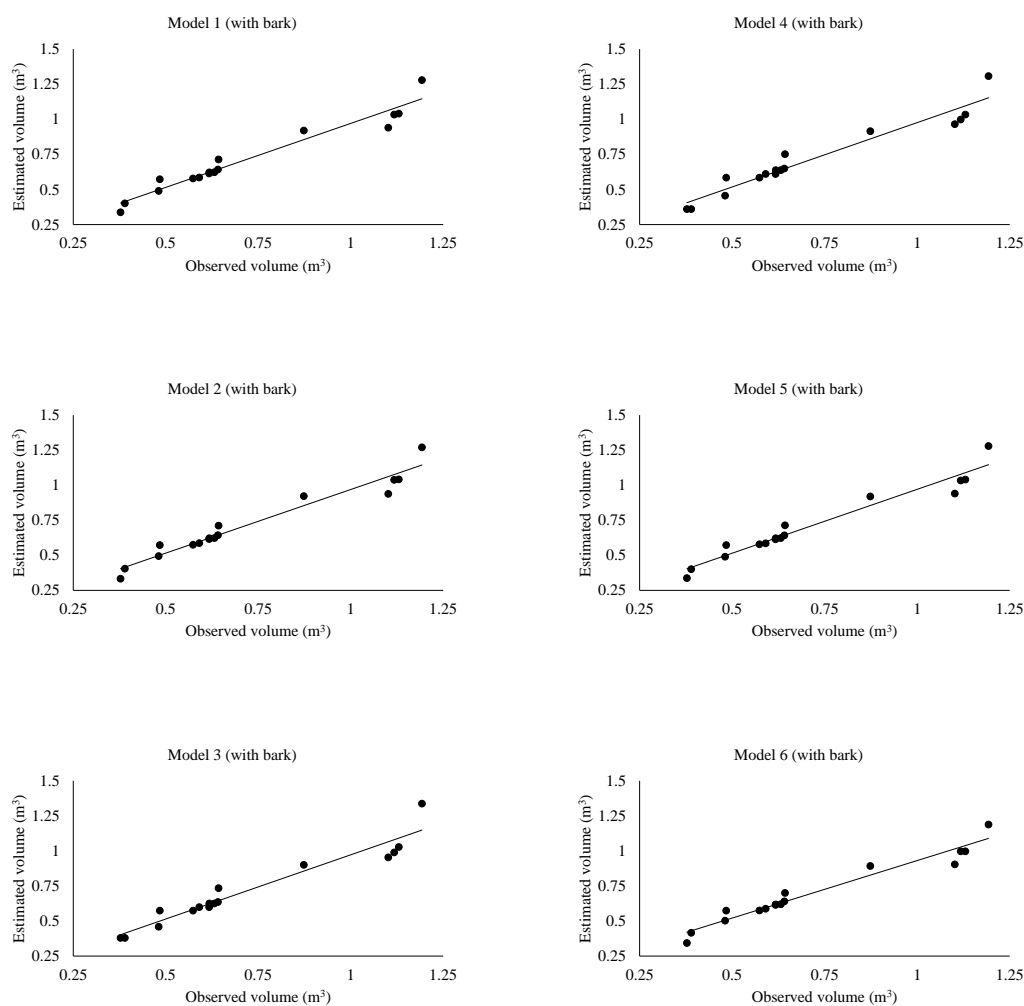 Model 1 (with bark)
Estimated volume (m³)
1.5
1.25
1
0.75
0.5
0.25
0.25 0.5 0.75 1 1.25
Observed volume (m³)
Model 4 (with bark)
Estimated volume (m³)
1.5
1.25
1
0.75
0.5
0.25
0.25 0.5 0.75 1 1.25
Observed volume (m³)
Model 2 (with bark)
Estimated volume (m³)
1.5
1.25
1
0.75
0.5
0.25
0.25 0.5 0.75 1 1.25
Observed volume (m³)
Model 5 (with bark)
Estimated volume (m³)
1.5
1.25
1
0.75
0.5
0.25
0.25 0.5 0.75 1 1.25
Observed volume (m³)
Model 3 (with bark)
Estimated volume (m³)
1.5
1.25
1
0.75
0.5
0.25
0.25 0.5 0.75 1 1.25
Observed volume (m³)
Model 6 (with bark)
Estimated volume (m³)
1.5
1.25
1
0.75
0.5
0.25
0.25 0.5 0.75 1 1.25
Observed volume (m³)